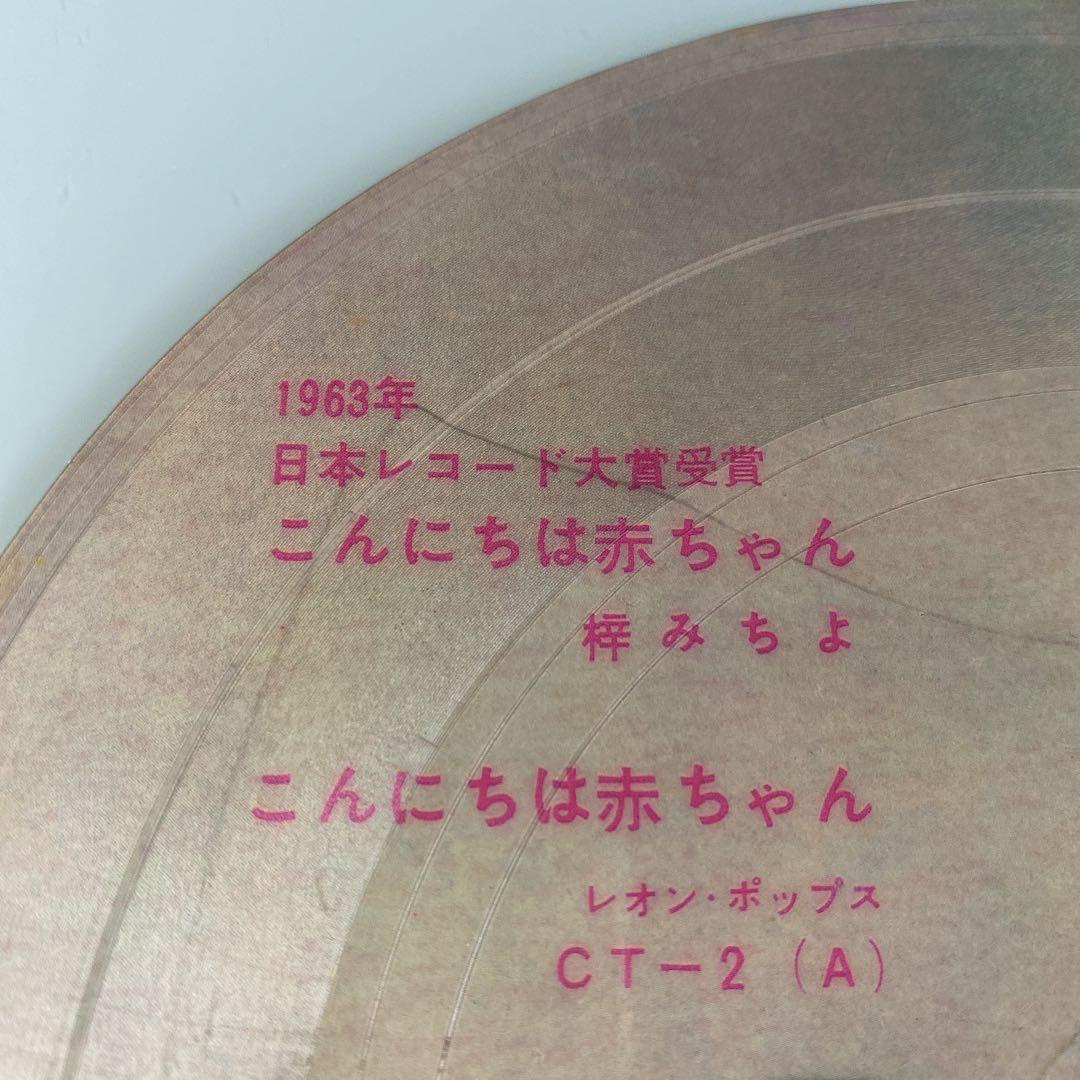 1963年
日本レコード大賞受賞
こんにちは赤ちゃん
梓みちよ
こんにちは赤ちゃん
レオン・ポップス
CT-2 (A)